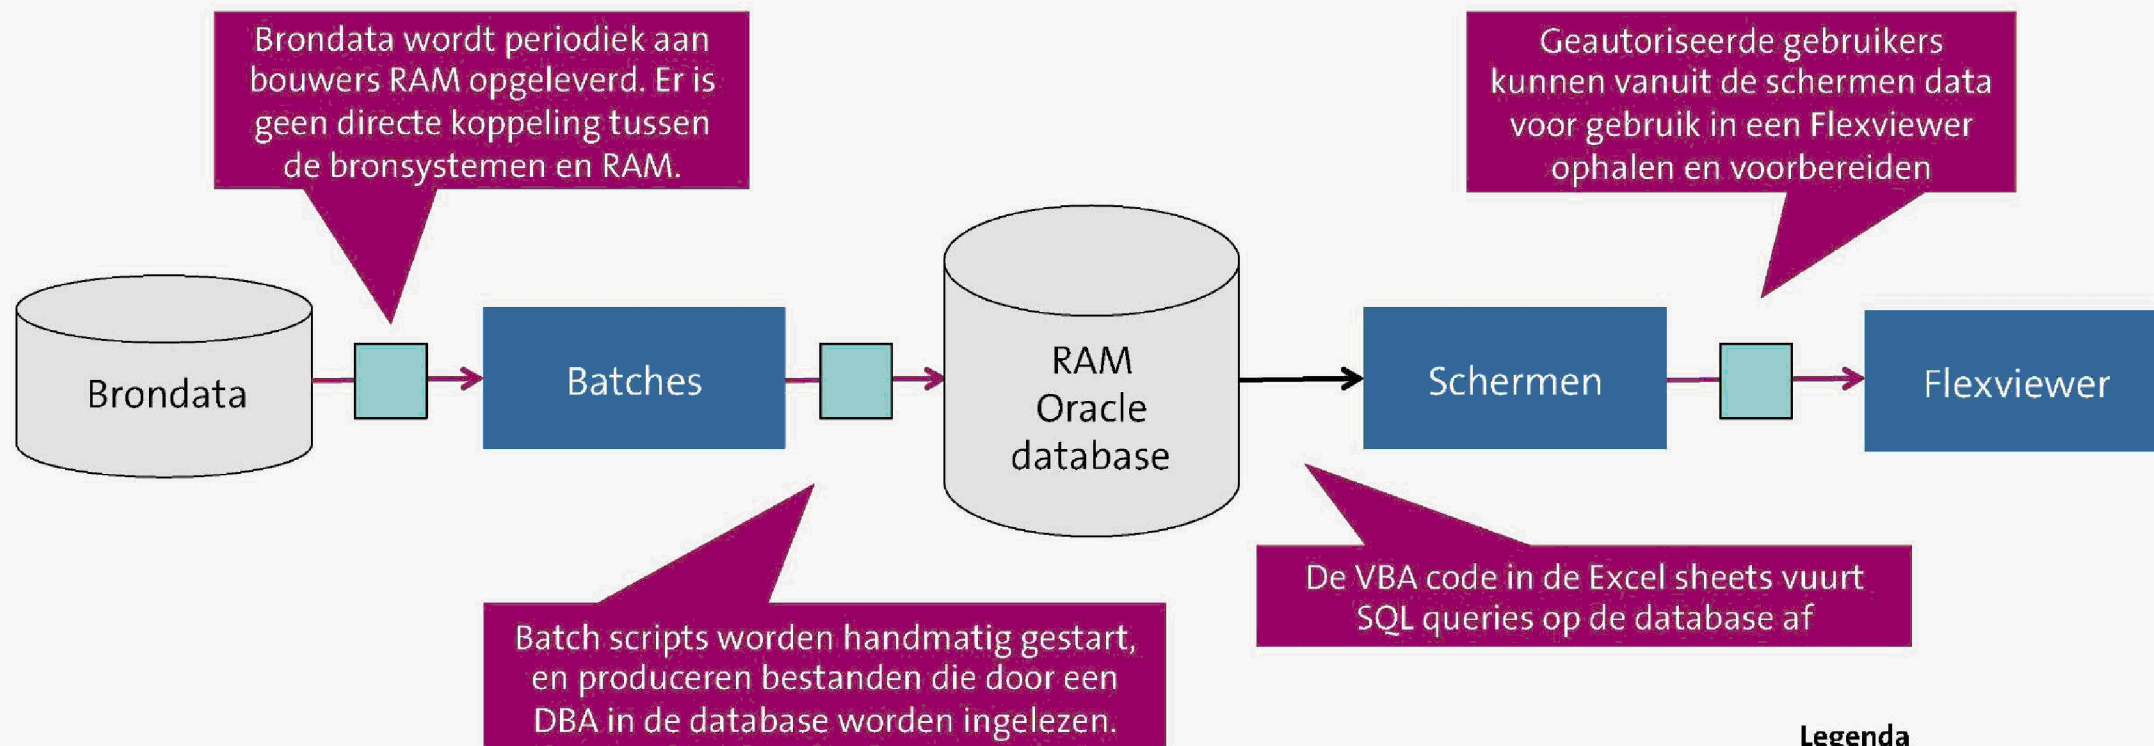 Brondata wordt periodiek aan
bouwers RAM opgeleverd. Er is
geen directe koppeling tussen
de bronsystemen en RAM.
Geautoriseerde gebruikers
kunnen vanuit de schermen data
voor gebruik in een Flexviewer
ophalen en voorbereiden
Brondata
Batches
RAM
Oracle
database
Schermen
Flexviewer
De VBA code in de Excel sheets vuurt
SQL queries op de database af
Batch scripts worden handmatig gestart,
en produceren bestanden die door een
DBA in de database worden ingelezen.
Legenda